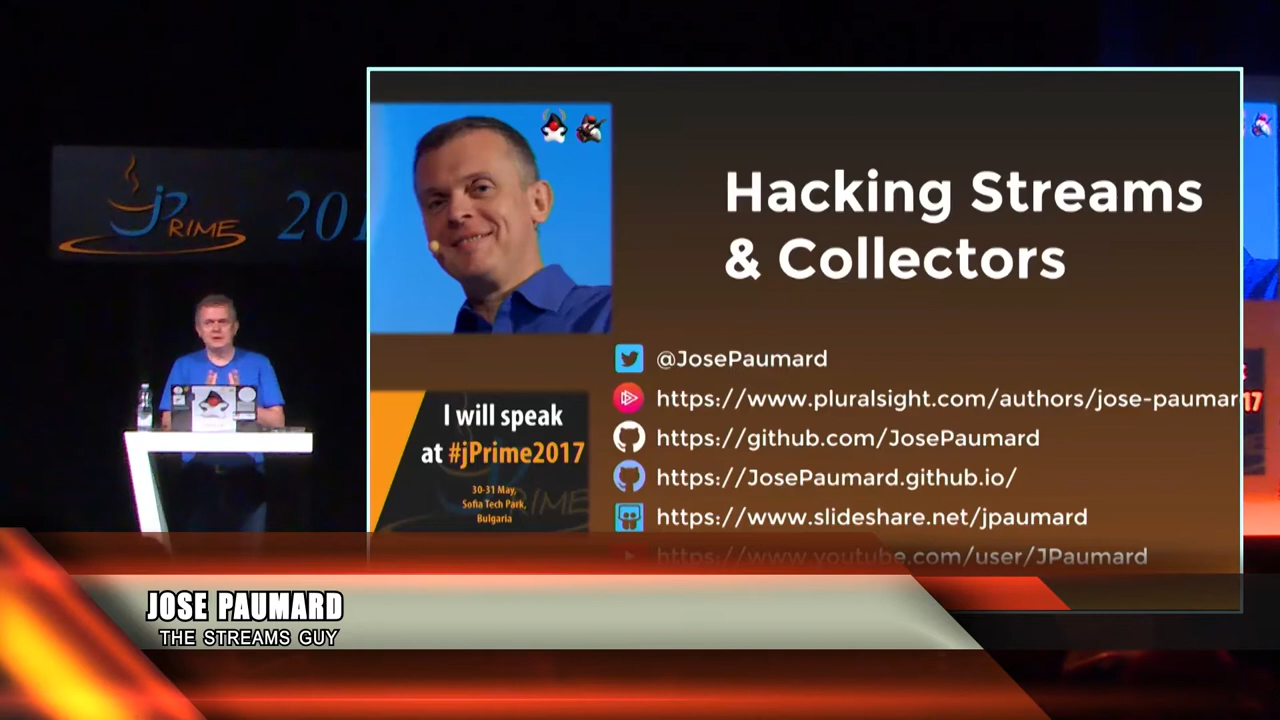 jPRIME 201
Hacking Streams
& Collectors
@JosePaumard
https://www.pluralsight.com/authors/jose-paumar
https://github.com/JosePaumard
https://JosePaumard.github.io/
https://www.slideshare.net/jpaumard
https://www.youtube.com/user/JPaumard
I will speak
at #jPrime2017
30-31 May,
Sofia Tech Park,
Bulgaria
17
JOSE PAUMARD
THE STREAMS GUY